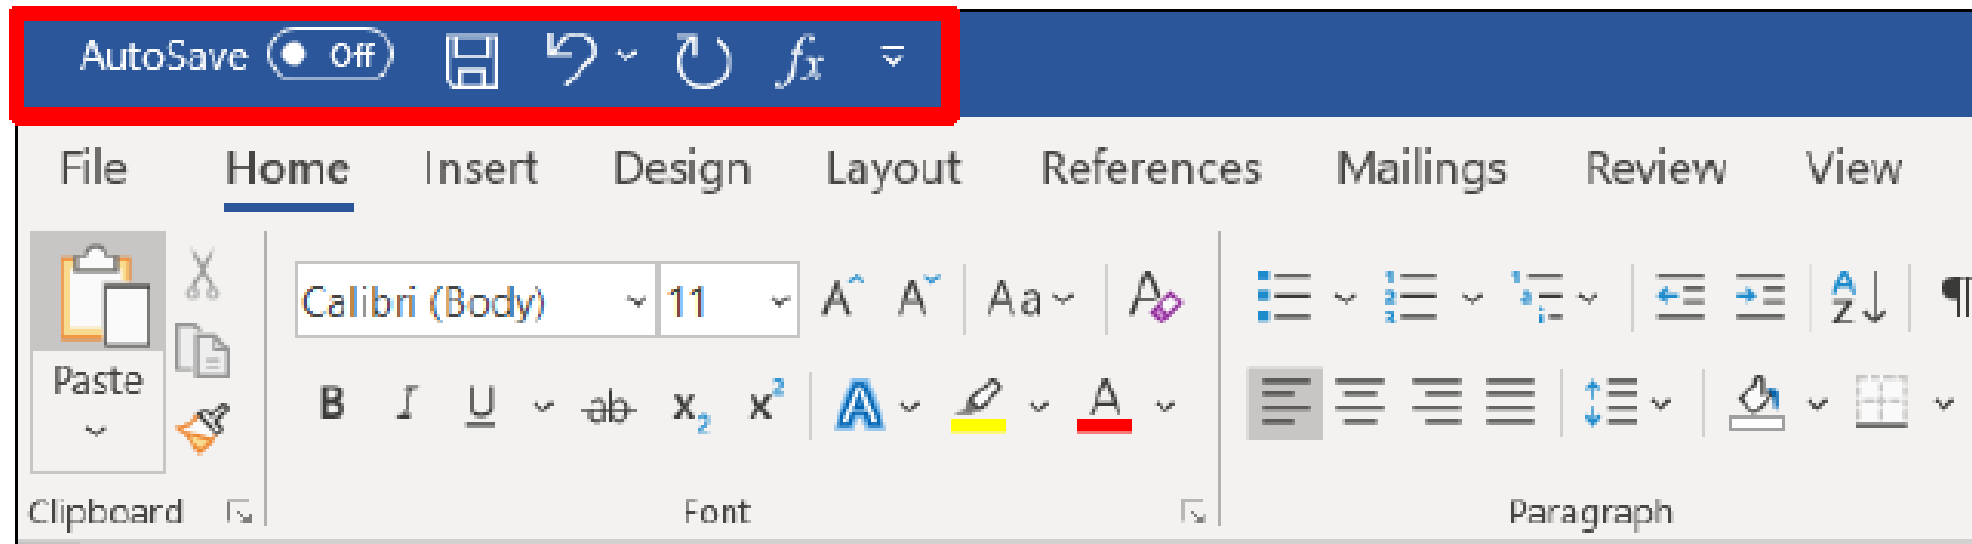 AutoSave Off fx
File Home Insert Design Layout References Mailings Review View
Calibri (Body) 11 A A Aa A
Paste
B I U ab x2 x2 A A
Clipboard Font Paragraph